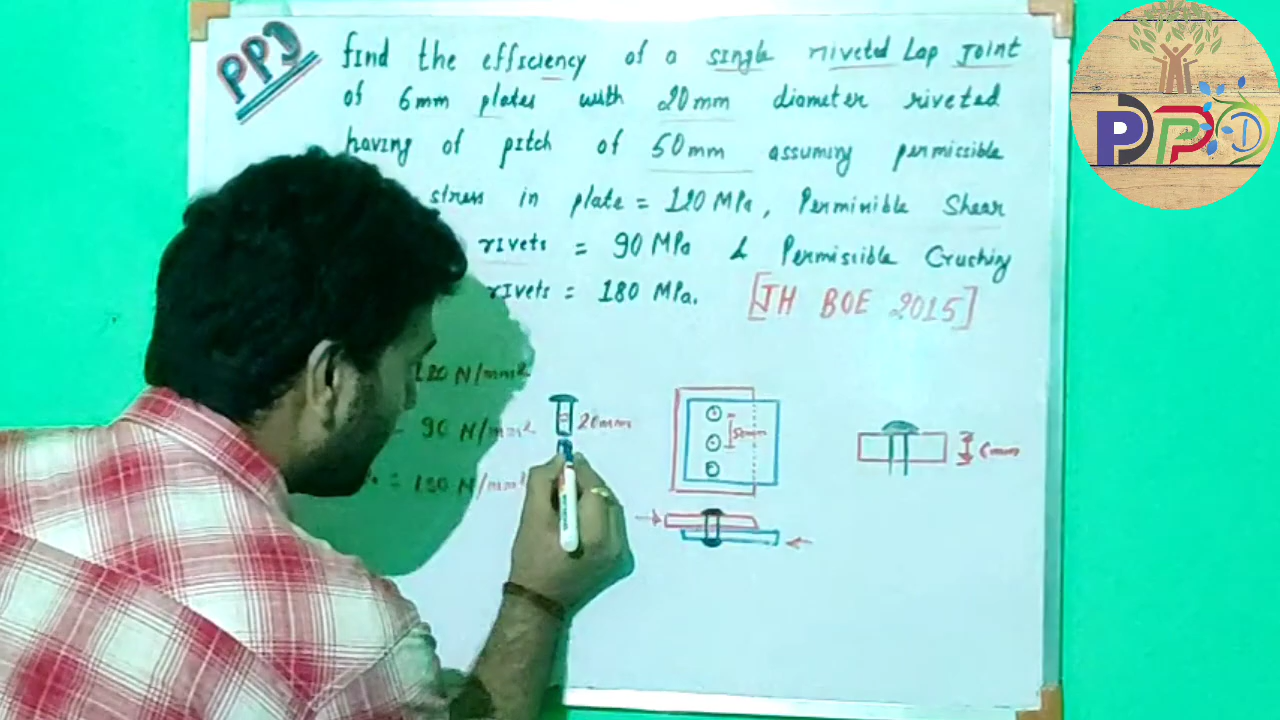 PPD
find the efficiency of a single riveted Lap Joint
of 6mm plates with 20mm diameter riveted
having of pitch of 50mm assuming permissible
stress in plate = 120 MPa, Permissible Shear
rivets = 90 MPa & Permissible Crushing
rivets = 180 MPa.
[JH BOE 2015]
120 N/mm²
90 N/mm²
= 180 N/mm²
20mm
50mm
6mm
PPD